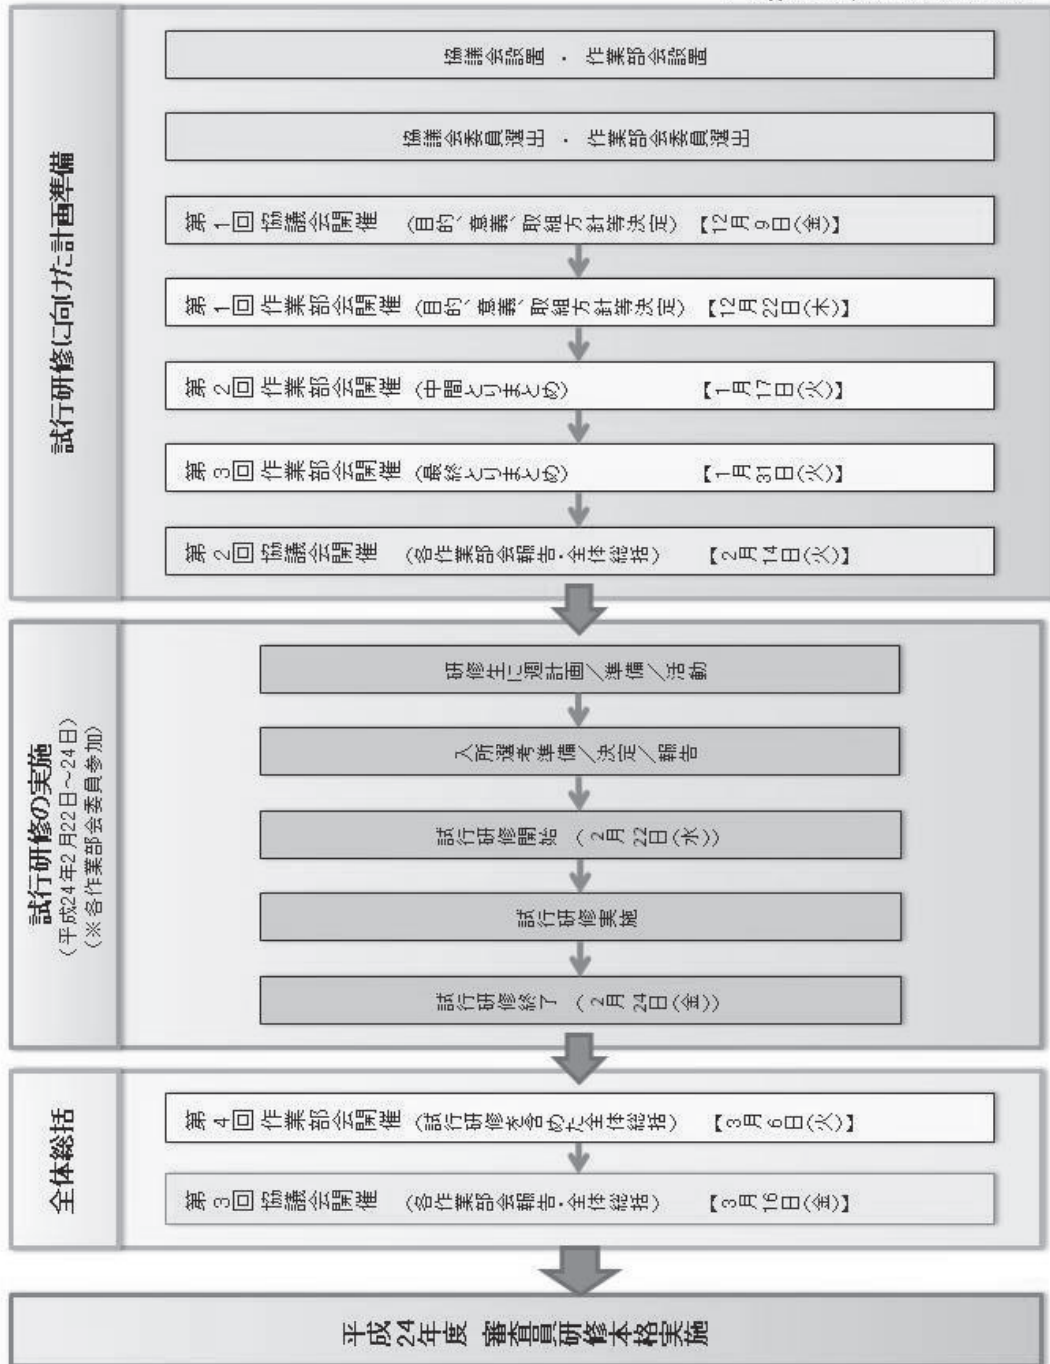 試行研修に向けた計画準備
協議会設置 ・ 作業部会設置
協議会委員選出 ・ 作業部会委員選出
第1回協議会開催 (目的、意義、取組方針等決定) 【12月9日(金)】
第1回作業部会開催 (目的、意義、取組方針等決定) 【12月22日(木)】
第2回作業部会開催 (中間とりまとめ) 【1月17日(火)】
第3回作業部会開催 (最終とりまとめ) 【1月31日(火)】
第2回協議会開催 (各作業部会報告・全体総括) 【2月14日(火)】
試行研修の実施
(平成24年2月22日~24日)
(※各作業部会委員参加)
計画/準備/活動
入所選考準備/決定/報告
試行研修開始 (2月22日(水))
試行研修実施
試行研修終了 (2月24日(金))
全体総括
第4回作業部会開催 (試行研修を含めた全体総括) 【3月6日(火)】
第3回協議会開催 (各作業部会報告・全体総括) 【3月16日(金)】
平成24年度 審査員研修本格実施